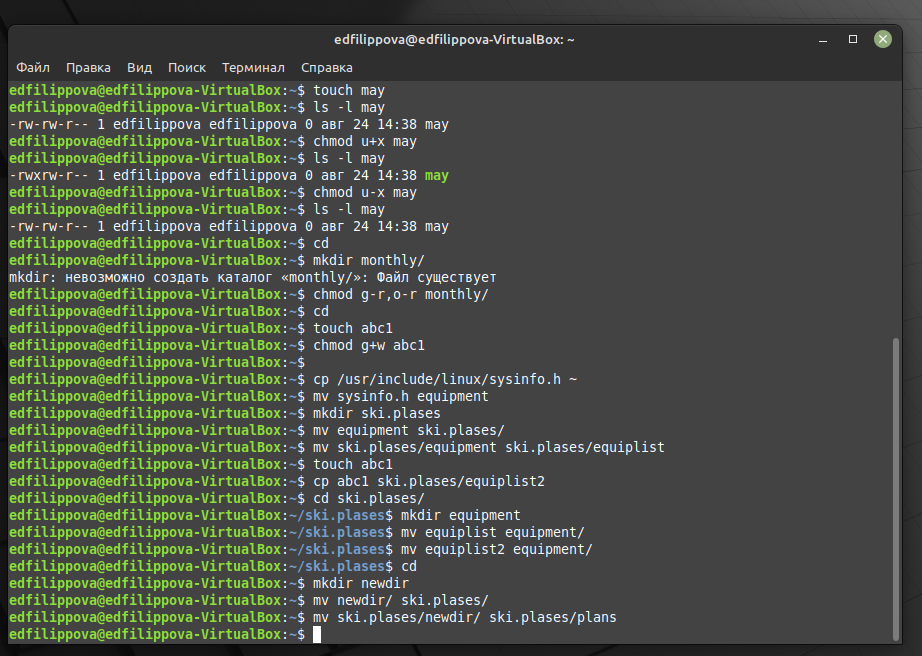 edfilippova@edfilippova-VirtualBox: ~
Файл Правка Вид Поиск Терминал Справка
edfilippova@edfilippova-VirtualBox:~$ touch may
edfilippova@edfilippova-VirtualBox:~$ ls -l may
-rw-rw-r-- 1 edfilippova edfilippova 0 авг 24 14:38 may
edfilippova@edfilippova-VirtualBox:~$ chmod u+x may
edfilippova@edfilippova-VirtualBox:~$ ls -l may
-rwxrw-r-- 1 edfilippova edfilippova 0 авг 24 14:38 may
edfilippova@edfilippova-VirtualBox:~$ chmod u-x may
edfilippova@edfilippova-VirtualBox:~$ ls -l may
-rw-rw-r-- 1 edfilippova edfilippova 0 авг 24 14:38 may
edfilippova@edfilippova-VirtualBox:~$ cd
edfilippova@edfilippova-VirtualBox:~$ mkdir monthly/
mkdir: невозможно создать каталог «monthly/»: Файл существует
edfilippova@edfilippova-VirtualBox:~$ chmod g-r,o-r monthly/
edfilippova@edfilippova-VirtualBox:~$ cd
edfilippova@edfilippova-VirtualBox:~$ touch abc1
edfilippova@edfilippova-VirtualBox:~$ chmod g+w abc1
edfilippova@edfilippova-VirtualBox:~$
edfilippova@edfilippova-VirtualBox:~$ cp /usr/include/linux/sysinfo.h ~
edfilippova@edfilippova-VirtualBox:~$ mv sysinfo.h equipment
edfilippova@edfilippova-VirtualBox:~$ mkdir ski.plases
edfilippova@edfilippova-VirtualBox:~$ mv equipment ski.plases/
edfilippova@edfilippova-VirtualBox:~$ mv ski.plases/equipment ski.plases/equiplist
edfilippova@edfilippova-VirtualBox:~$ touch abc1
edfilippova@edfilippova-VirtualBox:~$ cp abc1 ski.plases/equiplist2
edfilippova@edfilippova-VirtualBox:~$ cd ski.plases/
edfilippova@edfilippova-VirtualBox:~/ski.plases$ mkdir equipment
edfilippova@edfilippova-VirtualBox:~/ski.plases$ mv equiplist equipment/
edfilippova@edfilippova-VirtualBox:~/ski.plases$ mv equiplist2 equipment/
edfilippova@edfilippova-VirtualBox:~/ski.plases$ cd
edfilippova@edfilippova-VirtualBox:~$ mkdir newdir
edfilippova@edfilippova-VirtualBox:~$ mv newdir/ ski.plases/
edfilippova@edfilippova-VirtualBox:~$ mv ski.plases/newdir/ ski.plases/plans
edfilippova@edfilippova-VirtualBox:~$